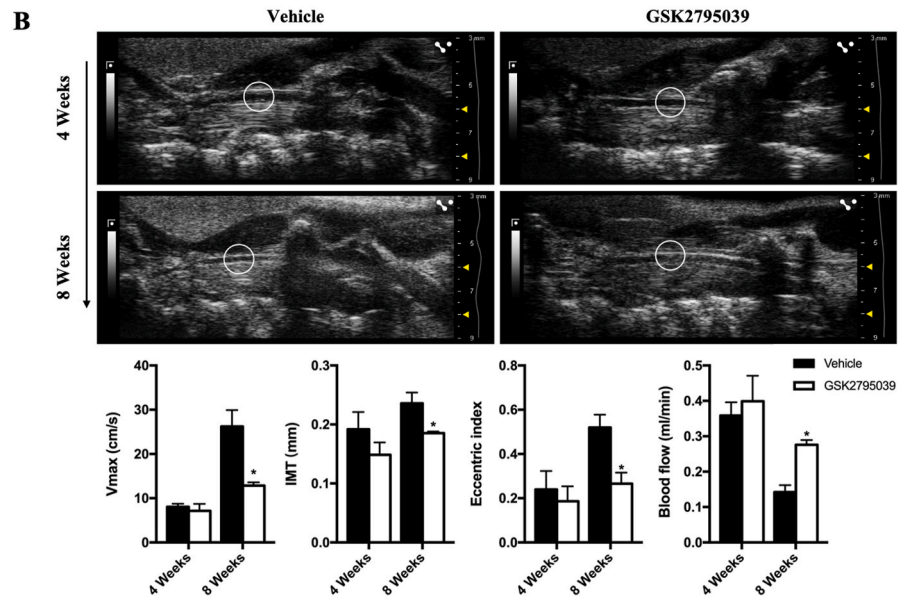 B
Vehicle
GSK2795039
4 Weeks
3 mm
5
7
9
3 mm
5
7
9
8 Weeks
3 mm
5
7
9
3 mm
5
7
9
Vmax (cm/s)
40
30
20
10
0
*
4 Weeks
8 Weeks
IMT (mm)
0.3
0.2
0.1
0.0
*
4 Weeks
8 Weeks
Eccentric index
0.8
0.6
0.4
0.2
0.0
*
4 Weeks
8 Weeks
Blood flow (ml/min)
0.5
0.4
0.3
0.2
0.1
0.0
*
4 Weeks
8 Weeks
Vehicle
GSK2795039